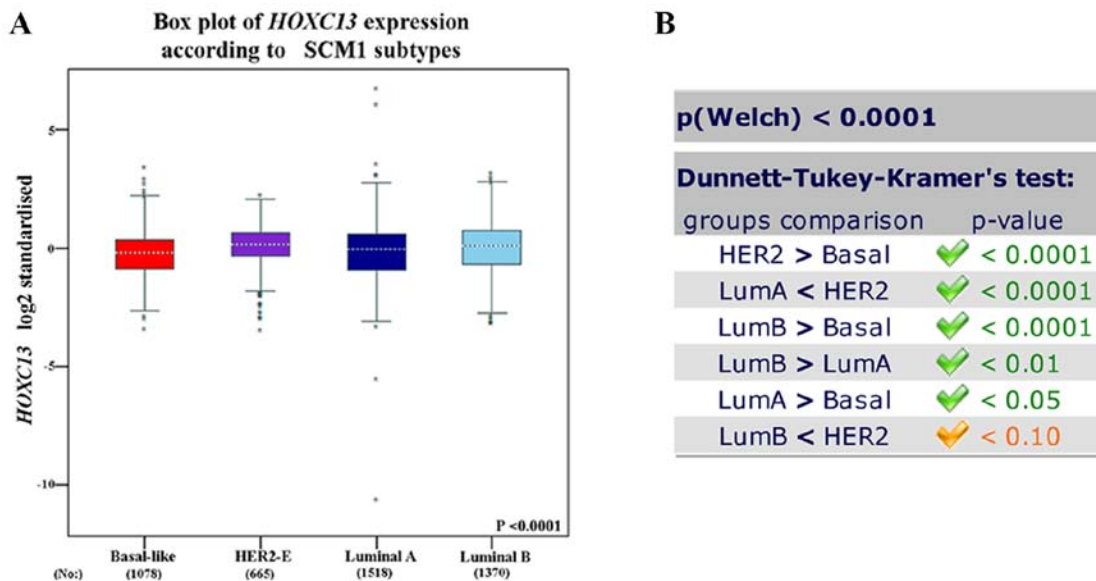 A
Box plot of HOXC13 expression
according to SCM1 subtypes
HOXC13 log2 standardised
5
0
-5
-10
P <0.0001
Basal-like HER2-E Luminal A Luminal B
(No:) (1078) (665) (1518) (1370)
B
p(Welch) < 0.0001
Dunnett-Tukey-Kramer's test:
groups comparison p-value
HER2 > Basal < 0.0001
LumA < HER2 < 0.0001
LumB > Basal < 0.0001
LumB > LumA < 0.01
LumA > Basal < 0.05
LumB < HER2 < 0.10